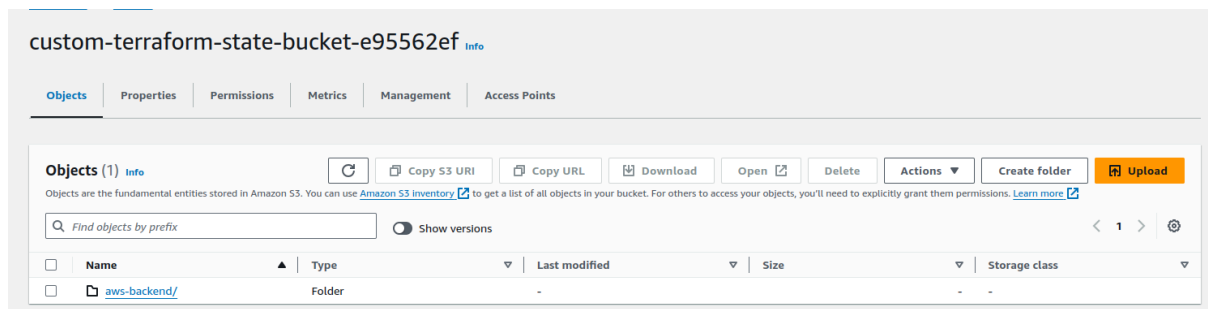 custom-terraform-state-bucket-e95562ef Info
Objects Properties Permissions Metrics Management Access Points
Objects (1) Info Copy S3 URI Copy URL Download Open Delete Actions Create folder Upload
Objects are the fundamental entities stored in Amazon S3. You can use Amazon S3 inventory to get a list of all objects in your bucket. For others to access your objects, you'll need to explicitly grant them permissions. Learn more
Find objects by prefix Show versions 1
Name Type Last modified Size Storage class
aws-backend/ Folder - - -